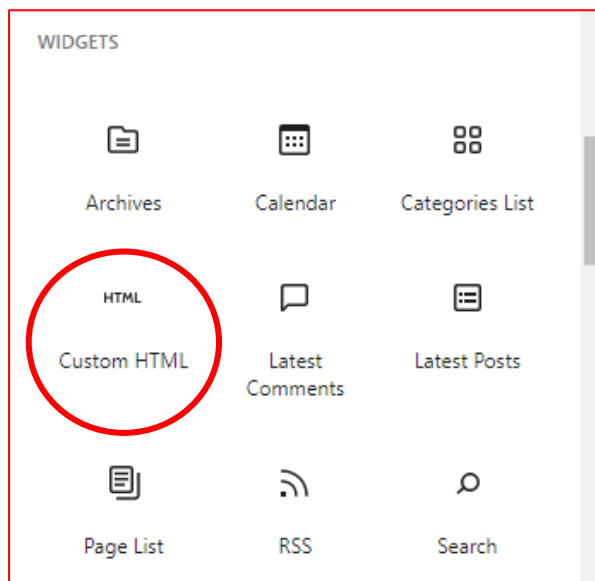 WIDGETS
Archives
Calendar
Categories List
HTML
Custom HTML
Latest
Comments
Latest Posts
Page List
RSS
Search